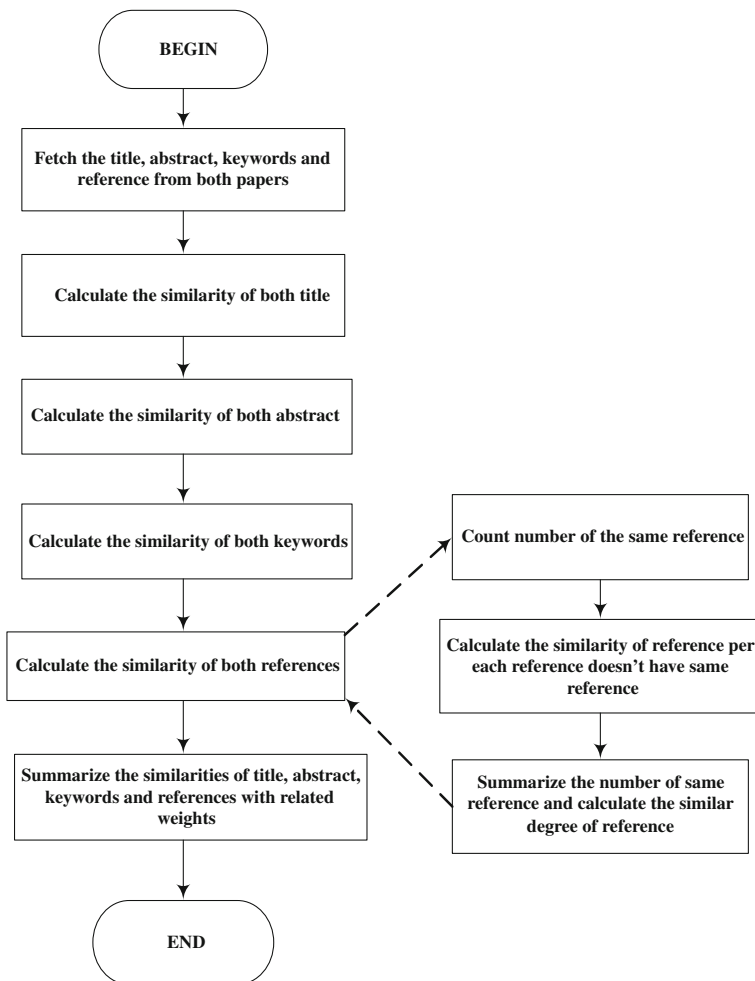 BEGIN
Fetch the title, abstract, keywords and
reference from both papers
Calculate the similarity of both title
Calculate the similarity of both abstract
Calculate the similarity of both keywords
Calculate the similarity of both references
Summarize the similarities of title, abstract,
keywords and references with related
weights
END
Count number of the same reference
Calculate the similarity of reference per
each reference doesn't have same
reference
Summarize the number of same
reference and calculate the similar
degree of reference